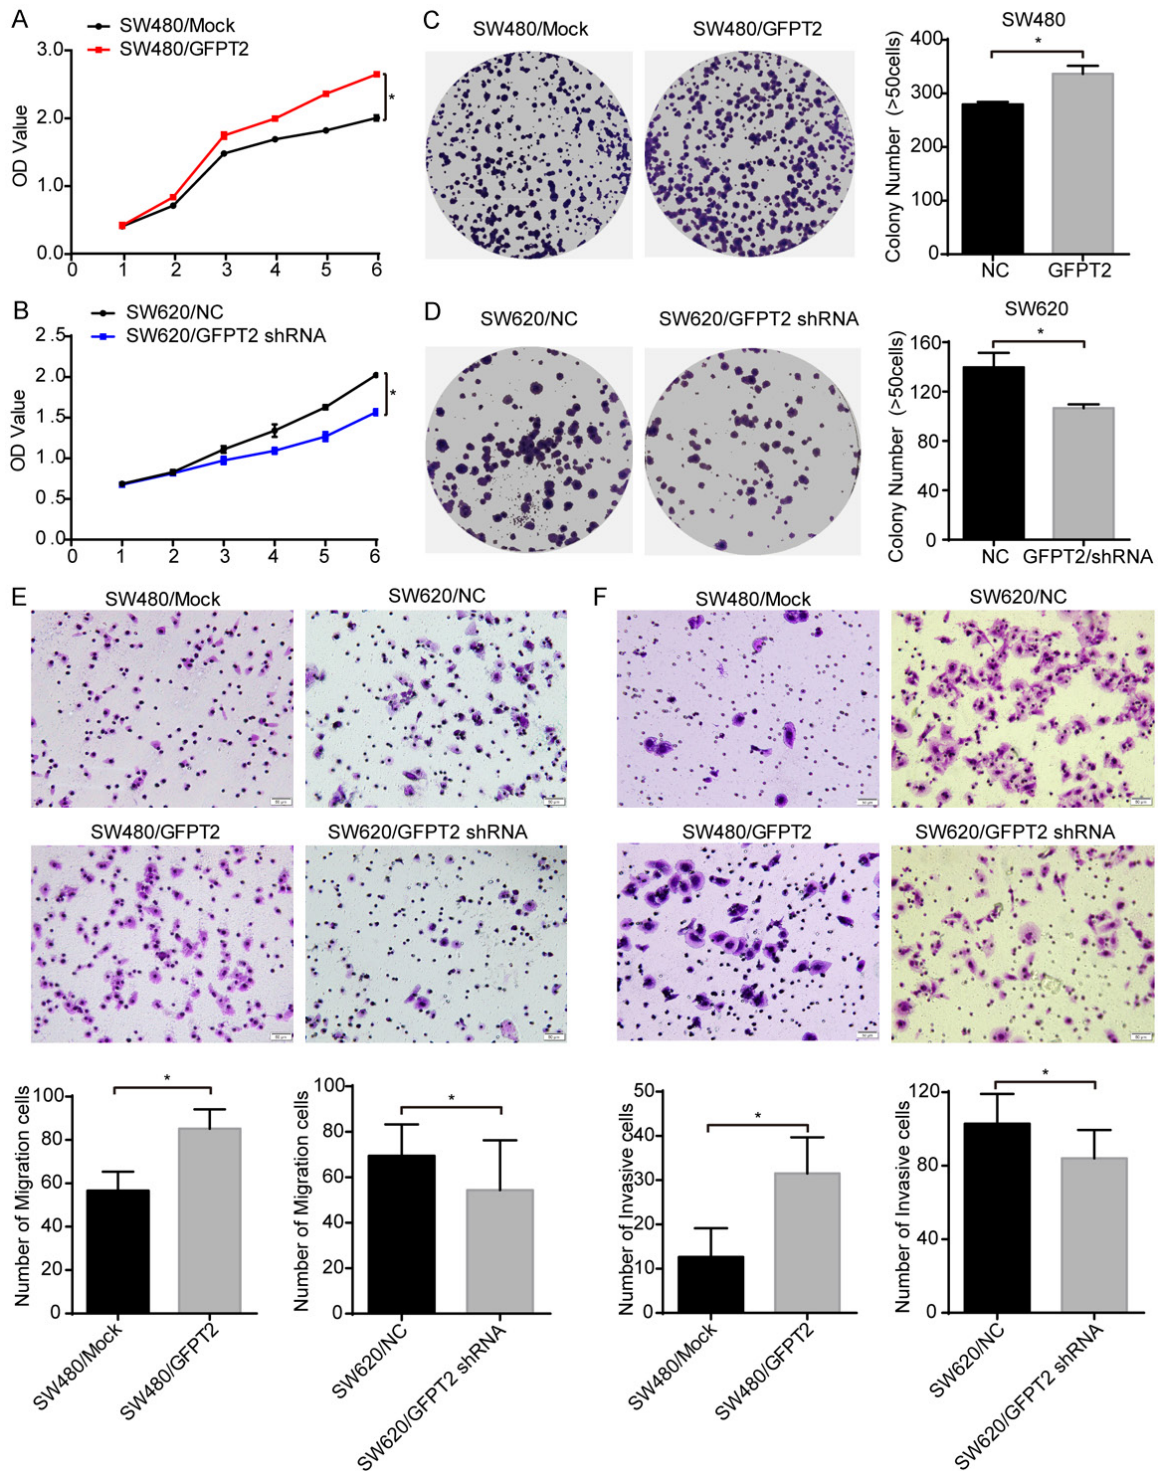 A
SW480/Mock
SW480/GFPT2
OD Value
3.0
2.0
1.0
0.0
0 1 2 3 4 5 6
*
B
SW620/NC
SW620/GFPT2 shRNA
OD Value
2.5
2.0
1.5
1.0
0.5
0.0
0 1 2 3 4 5 6
*
C
SW480/Mock
SW480/GFPT2
SW480
Colony Number (>50cells)
400
300
200
100
0
*
NC GFPT2
D
SW620/NC
SW620/GFPT2 shRNA
SW620
Colony Number (>50cells)
160
120
80
40
0
*
NC GFPT2/shRNA
E
SW480/Mock
SW620/NC
SW480/GFPT2
SW620/GFPT2 shRNA
Number of Migration cells
100
80
60
40
20
0
*
SW480/Mock
SW480/GFPT2
Number of Migration cells
100
80
60
40
20
0
*
SW620/NC
SW620/GFPT2 shRNA
F
SW480/Mock
SW620/NC
SW480/GFPT2
SW620/GFPT2 shRNA
Number of Invasive cells
50
40
30
20
10
0
*
SW480/Mock
SW480/GFPT2
Number of Invasive cells
120
80
40
0
*
SW620/NC
SW620/GFPT2 shRNA